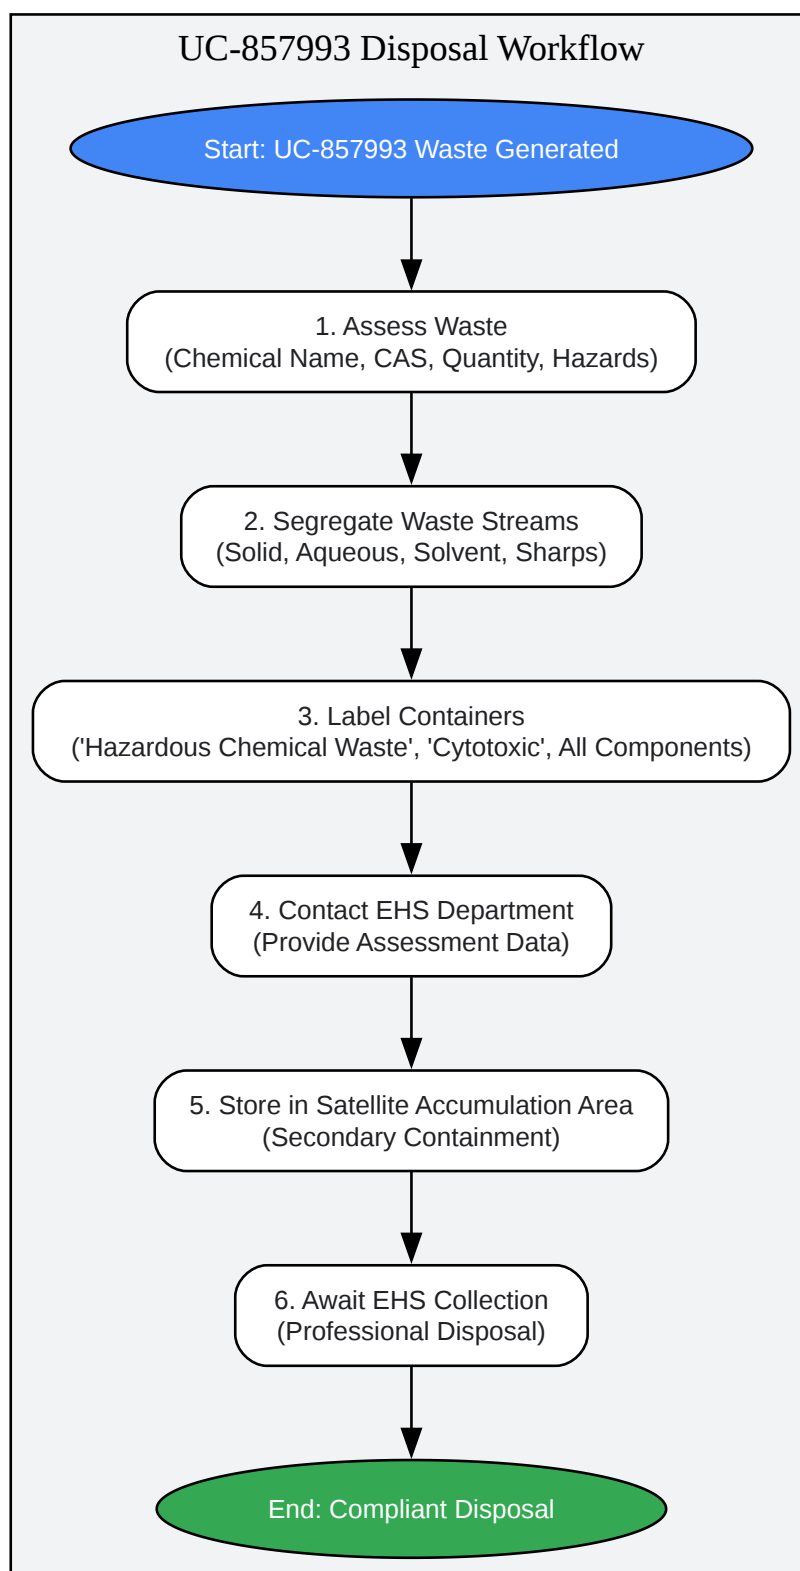 UC-857993 Disposal Workflow
Start: UC-857993 Waste Generated
1. Assess Waste
(Chemical Name, CAS, Quantity, Hazards)
2. Segregate Waste Streams
(Solid, Aqueous, Solvent, Sharps)
3. Label Containers
('Hazardous Chemical Waste', 'Cytotoxic', All Components)
4. Contact EHS Department
(Provide Assessment Data)
5. Store in Satellite Accumulation Area
(Secondary Containment)
6. Await EHS Collection
(Professional Disposal)
End: Compliant Disposal